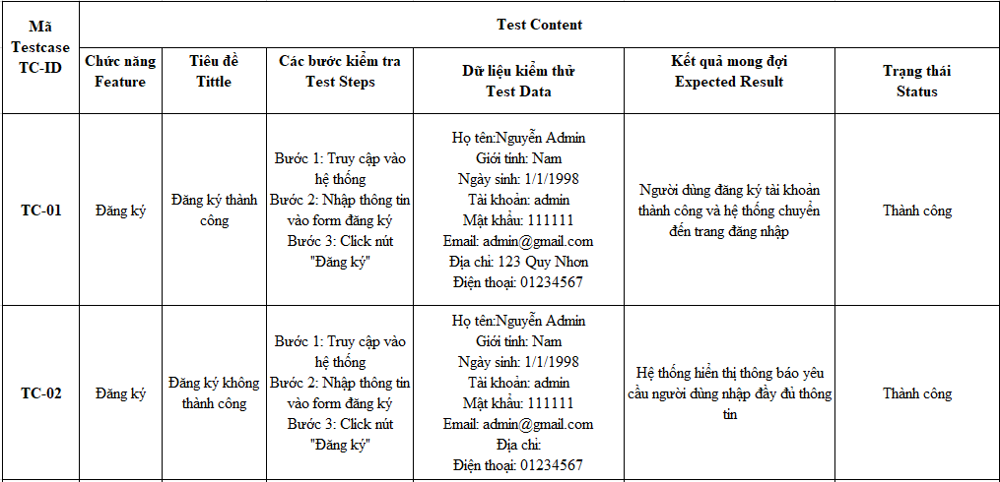 Mã
Testcase
TC-ID
Test Content
Chức năng
Feature
Tiêu đề
Tittle
Các bước kiểm tra
Test Steps
Dữ liệu kiểm thử
Test Data
Kết quả mong đợi
Expected Result
Trạng thái
Status
TC-01
Đăng ký
Đăng ký thành
công
Bước 1: Truy cập vào
hệ thống
Bước 2: Nhập thông tin
vào form đăng ký
Bước 3: Click nút
"Đăng ký"
Họ tên:Nguyễn Admin
Giới tính: Nam
Ngày sinh: 1/1/1998
Tài khoản: admin
Mật khẩu: 111111
Email: admin@gmail.com
Địa chỉ: 123 Quy Nhơn
Điện thoại: 01234567
Người dùng đăng ký tài khoản
thành công và hệ thống chuyển
đến trang đăng nhập
Thành công
TC-02
Đăng ký
Đăng ký không
thành công
Bước 1: Truy cập vào
hệ thống
Bước 2: Nhập thông tin
vào form đăng ký
Bước 3: Click nút
"Đăng ký"
Họ tên:Nguyễn Admin
Giới tính: Nam
Ngày sinh: 1/1/1998
Tài khoản: admin
Mật khẩu: 111111
Email: admin@gmail.com
Địa chỉ:
Điện thoại: 01234567
Hệ thống hiển thị thông báo yêu
cầu người dùng nhập đầy đủ thông
tin
Thành công